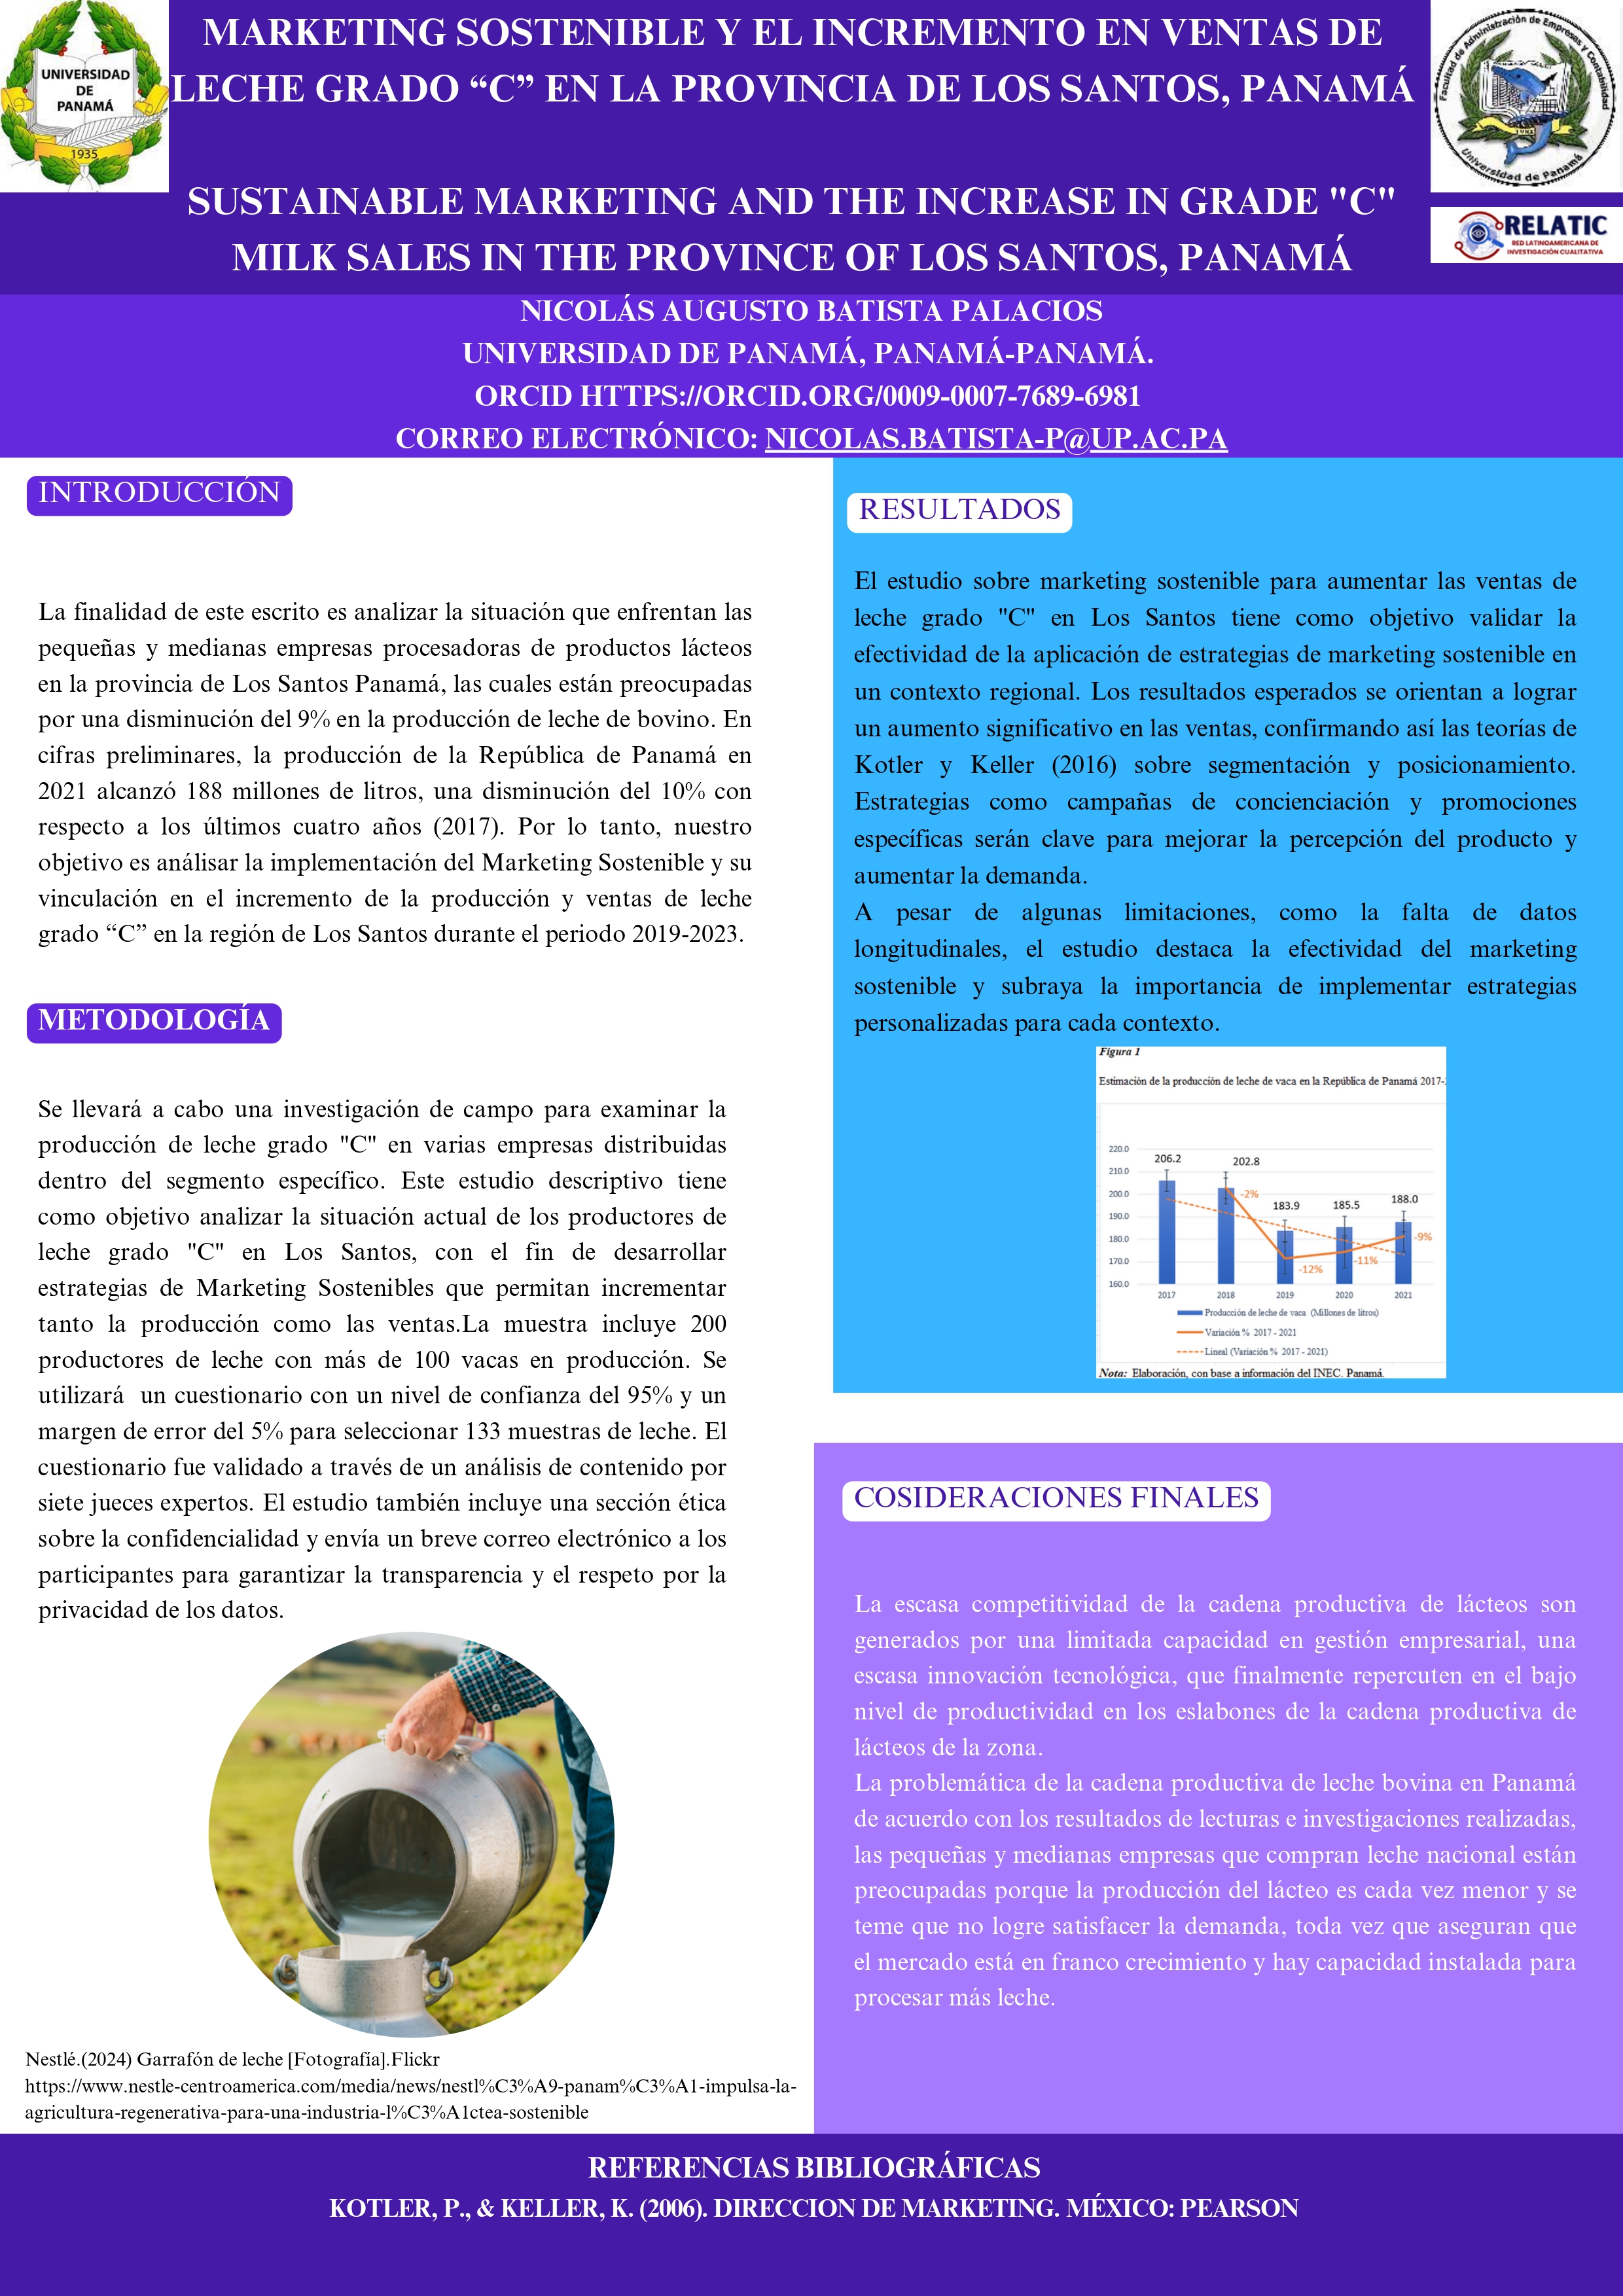 UNIVERSIDAD
DE
PANAMÁ
1935
MARKETING SOSTENIBLE Y EL INCREMENTO EN VENTAS DE
LECHE GRADO “C” EN LA PROVINCIA DE LOS SANTOS, PANAMÁ
SUSTAINABLE MARKETING AND THE INCREASE IN GRADE "C"
MILK SALES IN THE PROVINCE OF LOS SANTOS, PANAMÁ
Facultad de Administración de Empresas y Contabilidad
Universidad de Panamá
RELATIC
RED LATINOAMERICANA DE
INVESTIGACIÓN CUALITATIVA
NICOLÁS AUGUSTO BATISTA PALACIOS
UNIVERSIDAD DE PANAMÁ, PANAMÁ-PANAMÁ.
ORCID HTTPS://ORCID.ORG/0009-0007-7689-6981
CORREO ELECTRÓNICO: NICOLAS.BATISTA-P@UP.AC.PA
INTRODUCCIÓN
La finalidad de este escrito es analizar la situación que enfrentan las
pequeñas y medianas empresas procesadoras de productos lácteos
en la provincia de Los Santos Panamá, las cuales están preocupadas
por una disminución del 9% en la producción de leche de bovino. En
cifras preliminares, la producción de la República de Panamá en
2021 alcanzó 188 millones de litros, una disminución del 10% con
respecto a los últimos cuatro años (2017). Por lo tanto, nuestro
objetivo es análisar la implementación del Marketing Sostenible y su
vinculación en el incremento de la producción y ventas de leche
grado “C” en la región de Los Santos durante el periodo 2019-2023.
METODOLOGÍA
Se llevará a cabo una investigación de campo para examinar la
producción de leche grado "C" en varias empresas distribuidas
dentro del segmento específico. Este estudio descriptivo tiene
como objetivo analizar la situación actual de los productores de
leche grado "C" en Los Santos, con el fin de desarrollar
estrategias de Marketing Sostenibles que permitan incrementar
tanto la producción como las ventas.La muestra incluye 200
productores de leche con más de 100 vacas en producción. Se
utilizará un cuestionario con un nivel de confianza del 95% y un
margen de error del 5% para seleccionar 133 muestras de leche. El
cuestionario fue validado a través de un análisis de contenido por
siete jueces expertos. El estudio también incluye una sección ética
sobre la confidencialidad y envía un breve correo electrónico a los
participantes para garantizar la transparencia y el respeto por la
privacidad de los datos.
Nestlé.(2024) Garrafón de leche [Fotografía].Flickr
https://www.nestle-centroamerica.com/media/news/nestl%C3%A9-panam%C3%A1-impulsa-la-
agricultura-regenerativa-para-una-industria-l%C3%A1ctea-sostenible
RESULTADOS
El estudio sobre marketing sostenible para aumentar las ventas de
leche grado "C" en Los Santos tiene como objetivo validar la
efectividad de la aplicación de estrategias de marketing sostenible en
un contexto regional. Los resultados esperados se orientan a lograr
un aumento significativo en las ventas, confirmando así las teorías de
Kotler y Keller (2016) sobre segmentación y posicionamiento.
Estrategias como campañas de concienciación y promociones
específicas serán clave para mejorar la percepción del producto y
aumentar la demanda.
A pesar de algunas limitaciones, como la falta de datos
longitudinales, el estudio destaca la efectividad del marketing
sostenible y subraya la importancia de implementar estrategias
personalizadas para cada contexto.
Figura 1
Estimación de la producción de leche de vaca en la República de Panamá 2017-
220.0
210.0
200.0
190.0
180.0
170.0
160.0
206.2
202.8
183.9
185.5
188.0
-2%
-12%
-11%
-9%
2017
2018
2019
2020
2021
Producción de leche de vaca (Millones de litros)
Variación % 2017 - 2021
Lineal (Variación % 2017 - 2021)
Nota: Elaboración, con base a información del INEC. Panamá.
COSIDERACIONES FINALES
La escasa competitividad de la cadena productiva de lácteos son
generados por una limitada capacidad en gestión empresarial, una
escasa innovación tecnológica, que finalmente repercuten en el bajo
nivel de productividad en los eslabones de la cadena productiva de
lácteos de la zona.
La problemática de la cadena productiva de leche bovina en Panamá
de acuerdo con los resultados de lecturas e investigaciones realizadas,
las pequeñas y medianas empresas que compran leche nacional están
preocupadas porque la producción del lácteo es cada vez menor y se
teme que no logre satisfacer la demanda, toda vez que aseguran que
el mercado está en franco crecimiento y hay capacidad instalada para
procesar más leche.
REFERENCIAS BIBLIOGRÁFICAS
KOTLER, P., & KELLER, K. (2006). DIRECCION DE MARKETING. MÉXICO: PEARSON